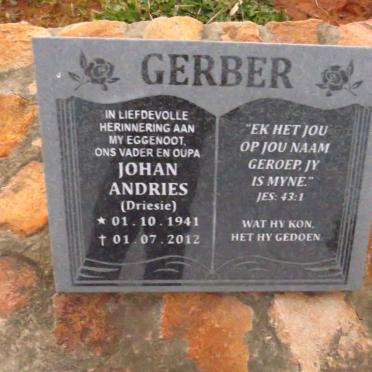 GERBER
IN LIEFDEVOLLE
HERINNERING AAN
MY EGGENOOT,
ONS VADER EN OUPA
JOHAN
ANDRIES
(Driesie)
★ 01.10.1941
† 01.07.2012
"EK HET JOU
OP JOU NAAM
GEROEP, JY
IS MYNE."
JES: 43:1
WAT HY KON,
HET HY GEDOEN